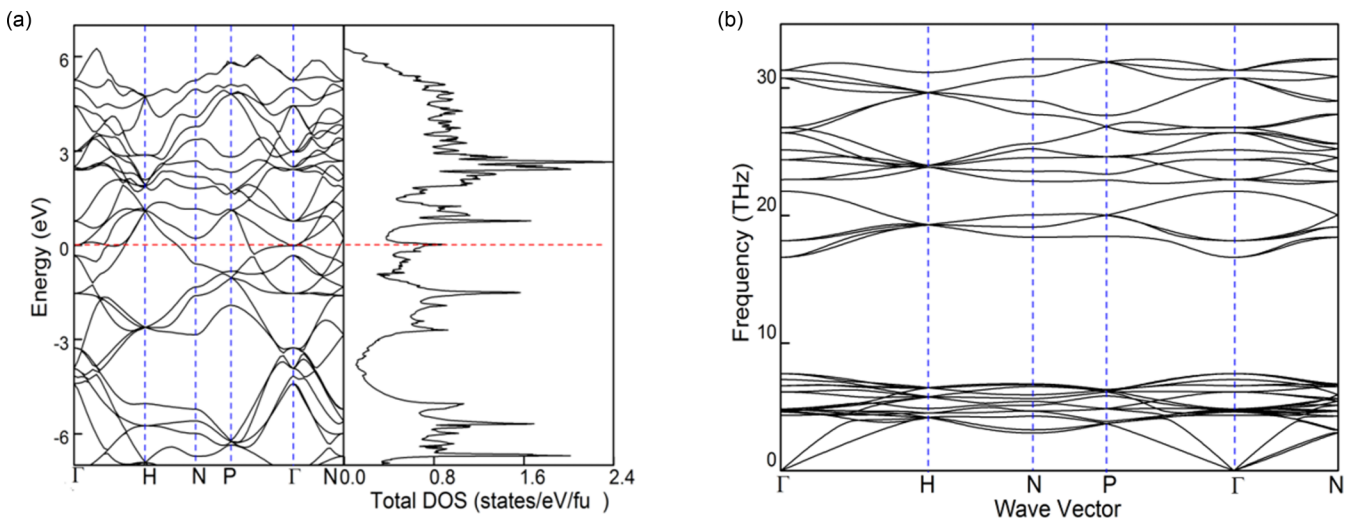 (a)
6
3
0
-3
-6
Energy (eV)
Γ H N P Γ N
0.0 0.8 1.6 2.4
Total DOS (states/eV/fu )
(b)
30
20
10
0
Frequency (THz)
Γ H N P Γ N
Wave Vector